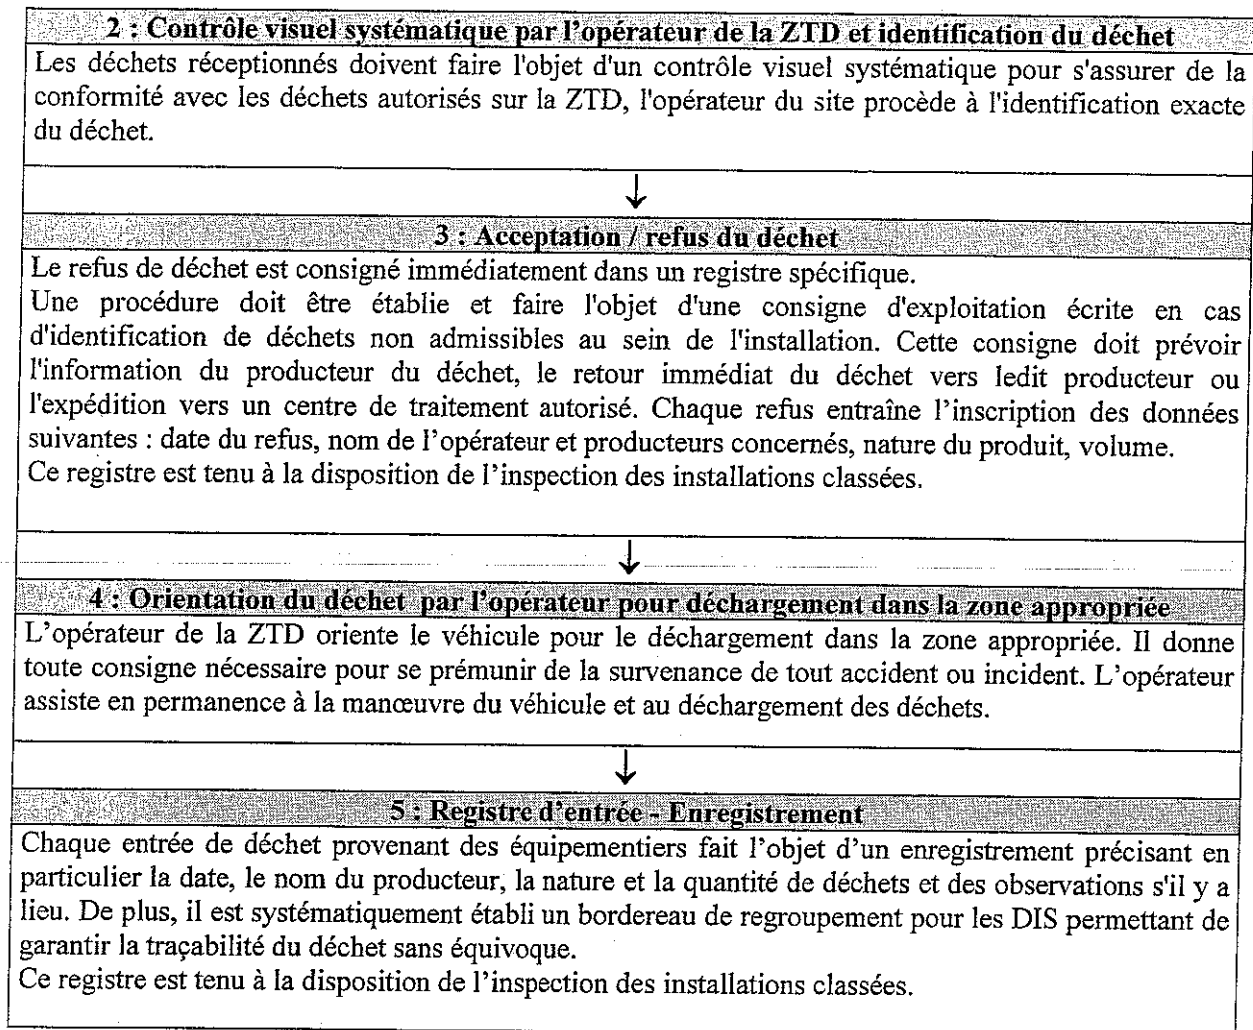 2 : Contrôle visuel systématique par l'opérateur de la ZTD et identification du déchet
Les déchets réceptionnés doivent faire l'objet d'un contrôle visuel systématique pour s'assurer de la
conformité avec les déchets autorisés sur la ZTD, l'opérateur du site procède à l'identification exacte
du déchet.
↓
3 : Acceptation / refus du déchet
Le refus de déchet est consigné immédiatement dans un registre spécifique.
Une procédure doit être établie et faire l'objet d'une consigne d'exploitation écrite en cas
d'identification de déchets non admissibles au sein de l'installation. Cette consigne doit prévoir
l'information du producteur du déchet, le retour immédiat du déchet vers ledit producteur ou
l'expédition vers un centre de traitement autorisé. Chaque refus entraîne l'inscription des données
suivantes : date du refus, nom de l'opérateur et producteurs concernés, nature du produit, volume.
Ce registre est tenu à la disposition de l'inspection des installations classées.
↓
4 : Orientation du déchet par l'opérateur pour déchargement dans la zone appropriée
L'opérateur de la ZTD oriente le véhicule pour le déchargement dans la zone appropriée. Il donne
toute consigne nécessaire pour se prémunir de la survenance de tout accident ou incident. L'opérateur
assiste en permanence à la manœuvre du véhicule et au déchargement des déchets.
↓
5 : Registre d'entrée - Enregistrement
Chaque entrée de déchet provenant des équipementiers fait l'objet d'un enregistrement précisant en
particulier la date, le nom du producteur, la nature et la quantité de déchets et des observations s'il y a
lieu. De plus, il est systématiquement établi un bordereau de regroupement pour les DIS permettant de
garantir la traçabilité du déchet sans équivoque.
Ce registre est tenu à la disposition de l'inspection des installations classées.